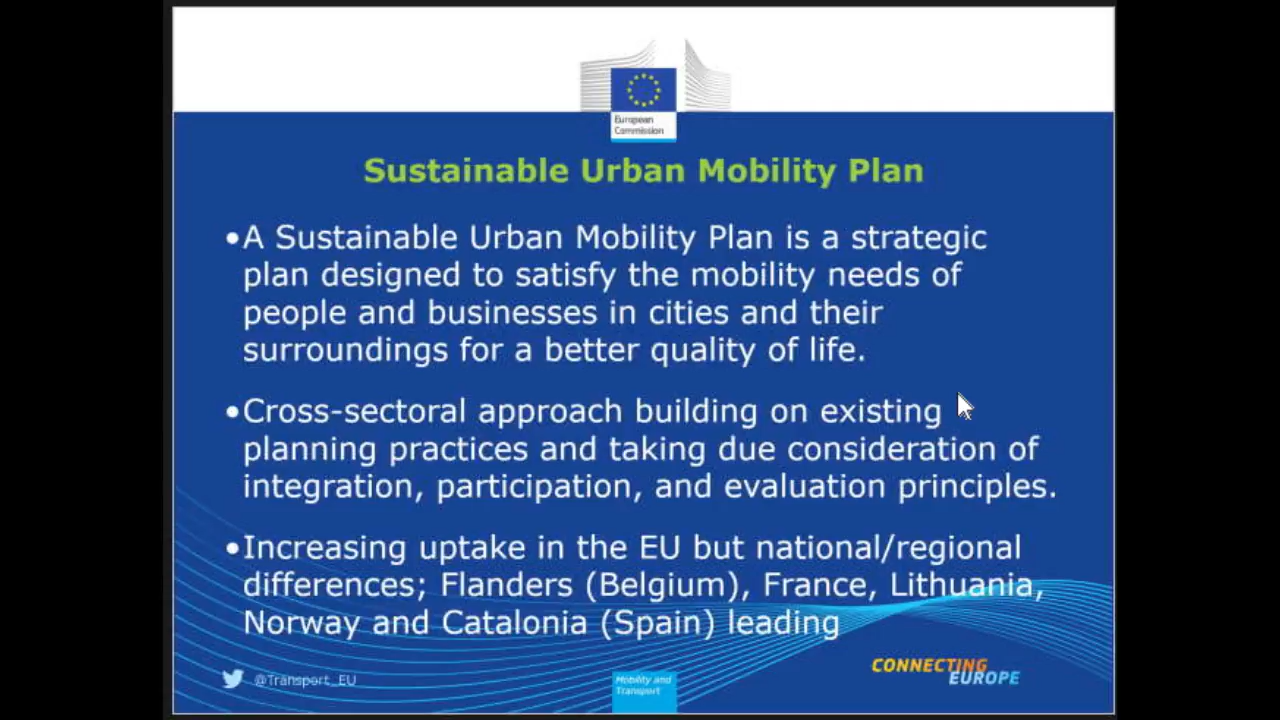 European
Commission
Sustainable Urban Mobility Plan
•A Sustainable Urban Mobility Plan is a strategic
plan designed to satisfy the mobility needs of
people and businesses in cities and their
surroundings for a better quality of life.
•Cross-sectoral approach building on existing
planning practices and taking due consideration of
integration, participation, and evaluation principles.
•Increasing uptake in the EU but national/regional
differences; Flanders (Belgium), France, Lithuania,
Norway and Catalonia (Spain) leading
@Transport_EU
Mobility and
Transport
CONNECTING
EUROPE